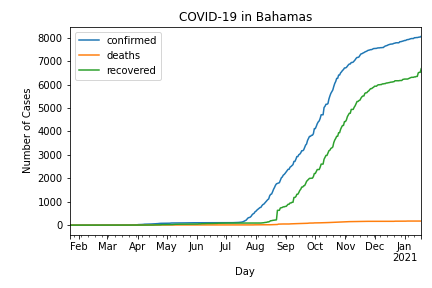 COVID-19 in Bahamas
confirmed
deaths
recovered
Number of Cases
8000
7000
6000
5000
4000
3000
2000
1000
0
Feb Mar Apr May Jun Jul Aug Sep Oct Nov Dec Jan
2021
Day